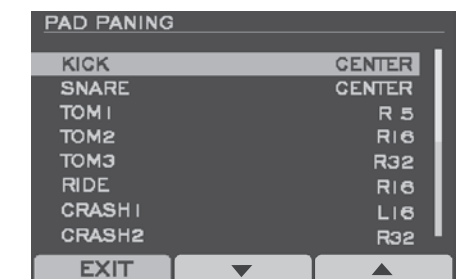 PAD PANING
KICK CENTER
SNARE CENTER
TOM1 R 5
TOM2 R16
TOM3 R32
RIDE R16
CRASH1 L16
CRASH2 R32
EXIT ▼ ▲